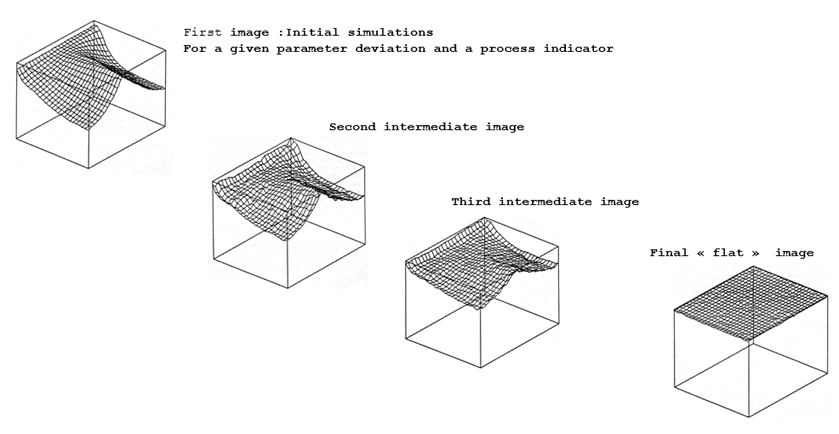 First image :Initial simulations
For a given parameter deviation and a process indicator
Second intermediate image
Third intermediate image
Final « flat »  image